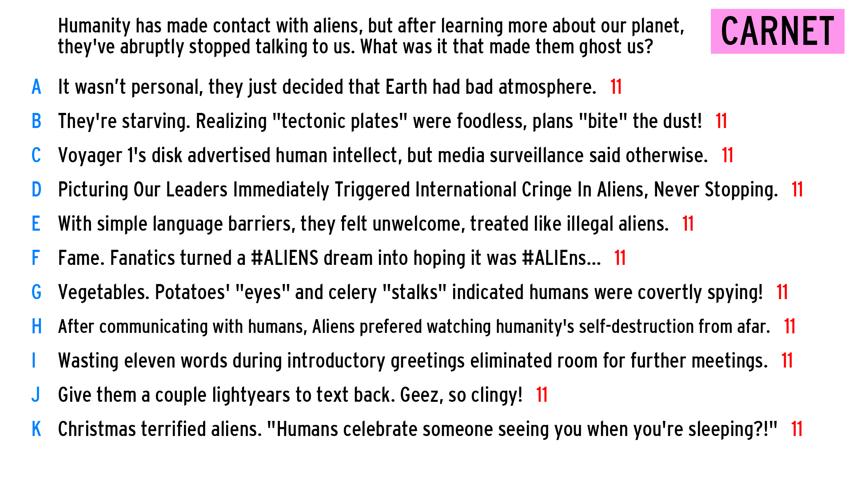 Humanity has made contact with aliens, but after learning more about our planet,
they've abruptly stopped talking to us. What was it that made them ghost us?
CARNET
A It wasn’t personal, they just decided that Earth had bad atmosphere. 11
B They're starving. Realizing "tectonic plates" were foodless, plans "bite" the dust! 11
C Voyager 1's disk advertised human intellect, but media surveillance said otherwise. 11
D Picturing Our Leaders Immediately Triggered International Cringe In Aliens, Never Stopping. 11
E With simple language barriers, they felt unwelcome, treated like illegal aliens. 11
F Fame. Fanatics turned a #ALIENS dream into hoping it was #ALIEns... 11
G Vegetables. Potatoes' "eyes" and celery "stalks" indicated humans were covertly spying! 11
H After communicating with humans, Aliens prefered watching humanity's self-destruction from afar. 11
I Wasting eleven words during introductory greetings eliminated room for further meetings. 11
J Give them a couple lightyears to text back. Geez, so clingy! 11
K Christmas terrified aliens. "Humans celebrate someone seeing you when you're sleeping?!" 11